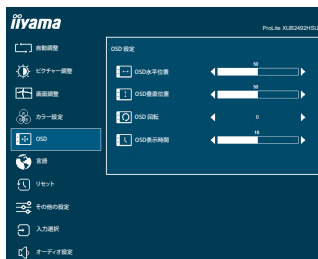 iiyama
ProLite XUB2492HSU
自動調整
ピクチャー調整
画面調整
カラー設定
OSD
言語
リセット
その他の設定
入力選択
オーディオ設定
OSD 設定
OSD水平位置
50
OSD垂直位置
50
OSD 回転
0
OSD表示時間
10